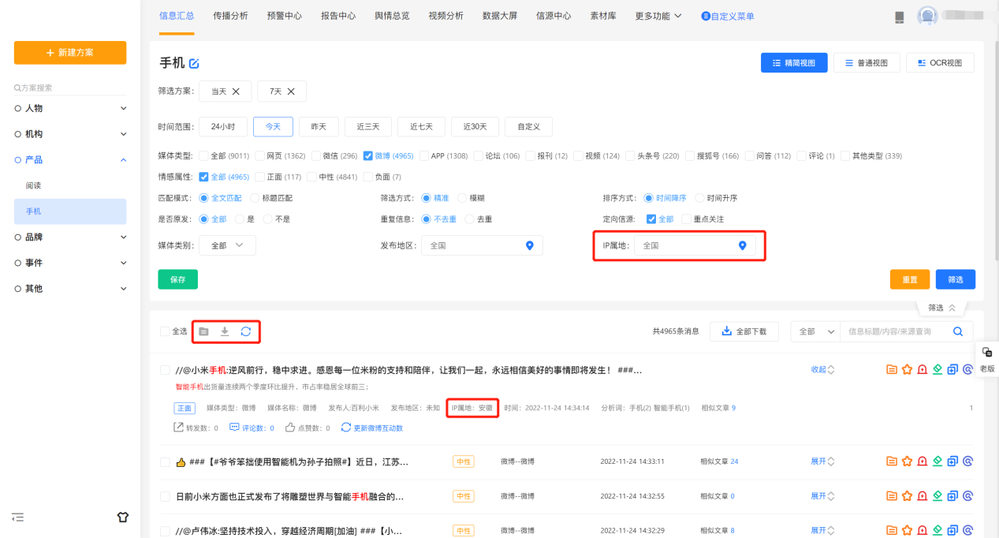 信息汇总 传播分析 预警中心 报告中心 舆情总览 视频分析 数据大屏 信源中心 素材库 更多功能 自定义菜单
+ 新建方案
方案搜索
人物
机构
产品
阅读
手机
品牌
事件
其他
手机 精简视图 普通视图 OCR视图
筛选方案: 当天 × 7天 ×
时间范围: 24小时 今天 昨天 近三天 近七天 近30天 自定义
媒体类型: 全部 (9011) 网页 (1362) 微信 (296) 微博 (4965) APP (1308) 论坛 (106) 报刊 (12) 视频 (124) 头条号 (220) 搜狐号 (166) 问答 (112) 评论 (1) 其他类型 (339)
情感属性: 全部 (4965) 正面 (117) 中性 (4841) 负面 (7)
匹配模式: 全文匹配 标题匹配 筛选方式: 精准 模糊 排序方式: 时间降序 时间升序
是否原发: 全部 是 不是 重复信息: 不去重 去重 定向信源: 全部 重点关注
媒体类别: 全部 发布地区: 全国 IP属地: 全国
保存 重置 筛选
筛选
全选 共4965条消息 全部下载 全部 信息标题/内容/来源查询
老版
//@小米手机:逆风前行，稳中求进。感恩每一位米粉的支持和陪伴，让我们一起，永远相信美好的事情即将发生！ ###... 收起
智能手机出货量连续两个季度环比提升，市占率稳居全球前三；
正面 媒体类型: 微博 媒体名称: 微博 发布人:百利小米 发布地区: 未知 IP属地: 安徽 时间: 2022-11-24 14:34:14 分析词: 手机(2) 智能手机(1) 相似文章 9 1
转发数: 0 评论数: 0 点赞数: 0 更新微博互动数
👍 ###【#爷爷笨拙使用智能机为孙子拍照#】近日，江苏... 中性 微博--微博 2022-11-24 14:33:11 相似文章 24 展开
日前小米方面也正式发布了将雕塑世界与智能手机融合的... 中性 微博--微博 2022-11-24 14:32:55 相似文章 0 展开
//@卢伟冰:坚持技术投入，穿越经济周期[加油] ###【小... 中性 微博--微博 2022-11-24 14:32:29 相似文章 8 展开